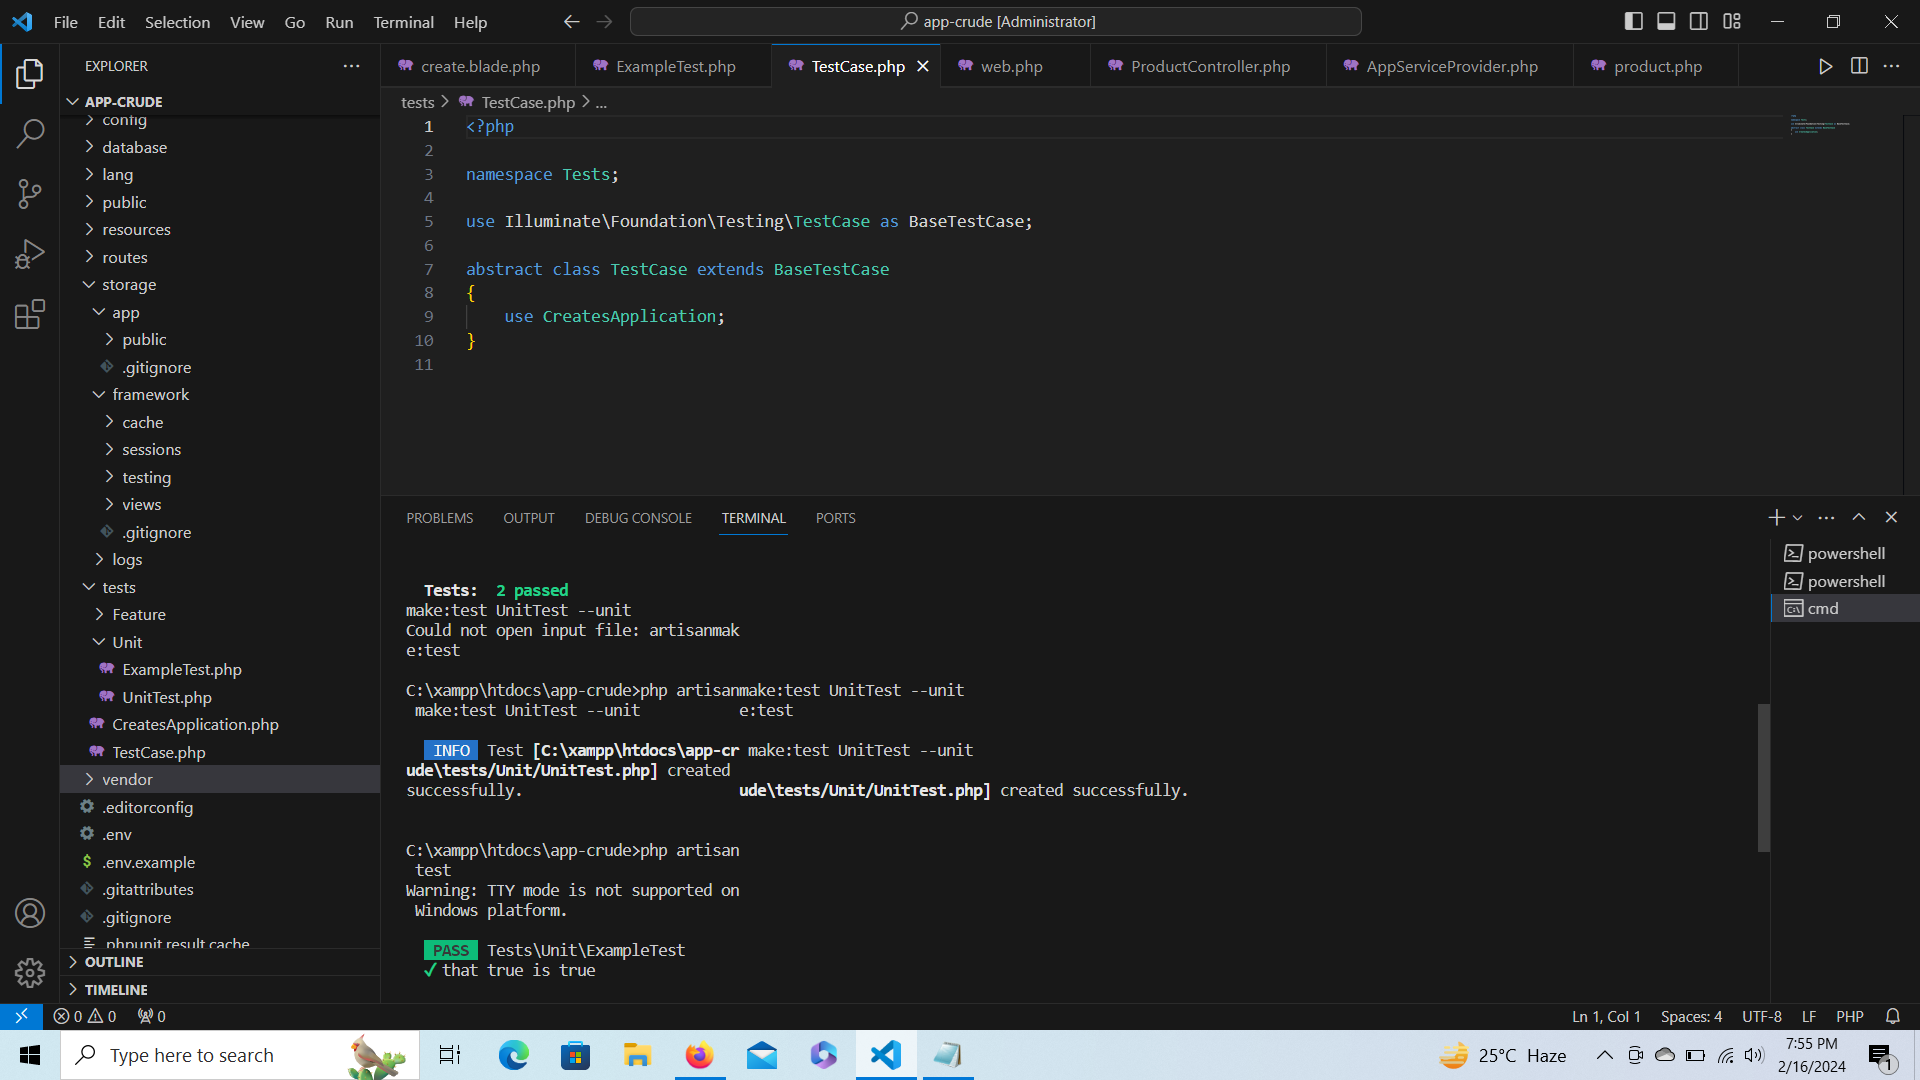 File Edit Selection View Go Run Terminal Help
app-crude [Administrator]
EXPLORER
create.blade.php
ExampleTest.php
TestCase.php
web.php
ProductController.php
AppServiceProvider.php
product.php
APP-CRUDE
config
database
lang
public
resources
routes
storage
app
public
.gitignore
framework
cache
sessions
testing
views
.gitignore
logs
tests
Feature
Unit
ExampleTest.php
UnitTest.php
CreatesApplication.php
TestCase.php
vendor
.editorconfig
.env
.env.example
.gitattributes
.gitignore
.phpunit.result.cache
OUTLINE
TIMELINE
tests > TestCase.php > ...
1 <?php
2
3 namespace Tests;
4
5 use Illuminate\Foundation\Testing\TestCase as BaseTestCase;
6
7 abstract class TestCase extends BaseTestCase
8 {
9 use CreatesApplication;
10 }
11
PROBLEMS OUTPUT DEBUG CONSOLE TERMINAL PORTS
powershell
powershell
cmd
Tests: 2 passed
make:test UnitTest --unit
Could not open input file: artisanmak
e:test
C:\xampp\htdocs\app-crude>php artisanmake:test UnitTest --unit
make:test UnitTest --unit e:test
INFO Test [C:\xampp\htdocs\app-cr make:test UnitTest --unit
ude\tests/Unit/UnitTest.php] created
successfully. ude\tests/Unit/UnitTest.php] created successfully.
C:\xampp\htdocs\app-crude>php artisan
test
Warning: TTY mode is not supported on
Windows platform.
PASS Tests\Unit\ExampleTest
✓ that true is true
0 0 0
Ln 1, Col 1 Spaces: 4 UTF-8 LF PHP
Type here to search
25°C Haze
7:55 PM
2/16/2024
1